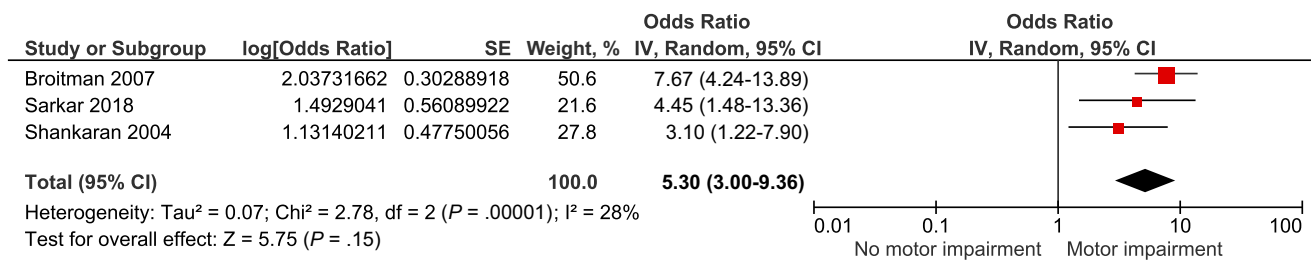 Odds Ratio Odds Ratio
Study or Subgroup log[Odds Ratio] SE Weight, % IV, Random, 95% CI IV, Random, 95% CI
Broitman 2007 2.03731662 0.30288918 50.6 7.67 (4.24-13.89)
Sarkar 2018 1.4929041 0.56089922 21.6 4.45 (1.48-13.36)
Shankaran 2004 1.13140211 0.47750056 27.8 3.10 (1.22-7.90)
Total (95% CI) 100.0 5.30 (3.00-9.36)
Heterogeneity: Tau² = 0.07; Chi² = 2.78, df = 2 (P = .00001); I² = 28%
Test for overall effect: Z = 5.75 (P = .15)
0.01 0.1 1 10 100
No motor impairment Motor impairment